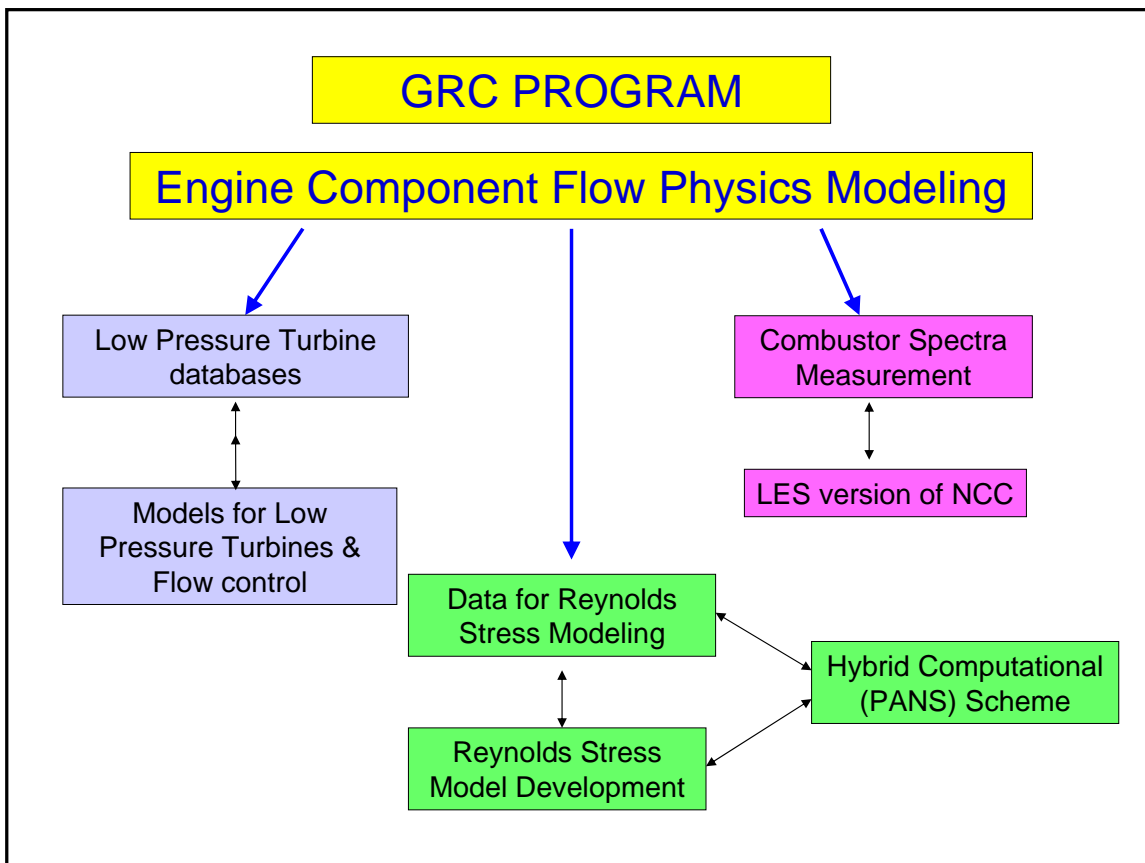 GRC PROGRAM
Engine Component Flow Physics Modeling
Low Pressure Turbine
databases
Models for Low
Pressure Turbines &
Flow control
Combustor Spectra
Measurement
LES version of NCC
Data for Reynolds
Stress Modeling
Hybrid Computational
(PANS) Scheme
Reynolds Stress
Model Development